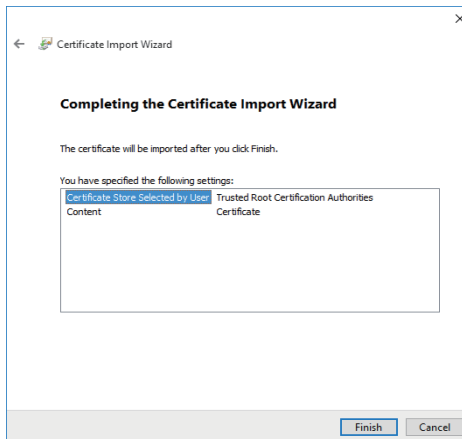 Certificate Import Wizard
Completing the Certificate Import Wizard
The certificate will be imported after you click Finish.
You have specified the following settings:
Certificate Store Selected by User Trusted Root Certification Authorities
Content Certificate
Finish Cancel